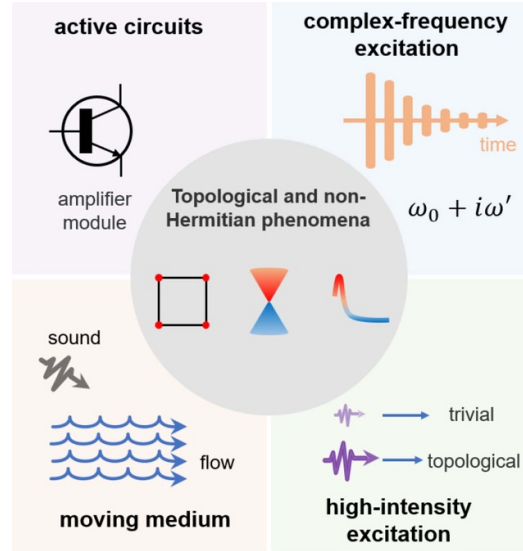 active circuits
amplifier
module
complex-frequency
excitation
time
ω₀ + iω′
Topological and non-
Hermitian phenomena
sound
flow
moving medium
trivial
topological
high-intensity
excitation